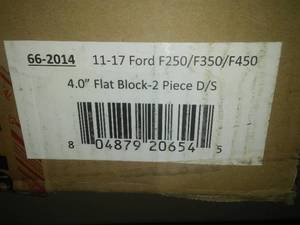 66-2014 11-17 Ford F250/F350/F450
4.0" Flat Block-2 Piece D/S
8 04879 20654 5